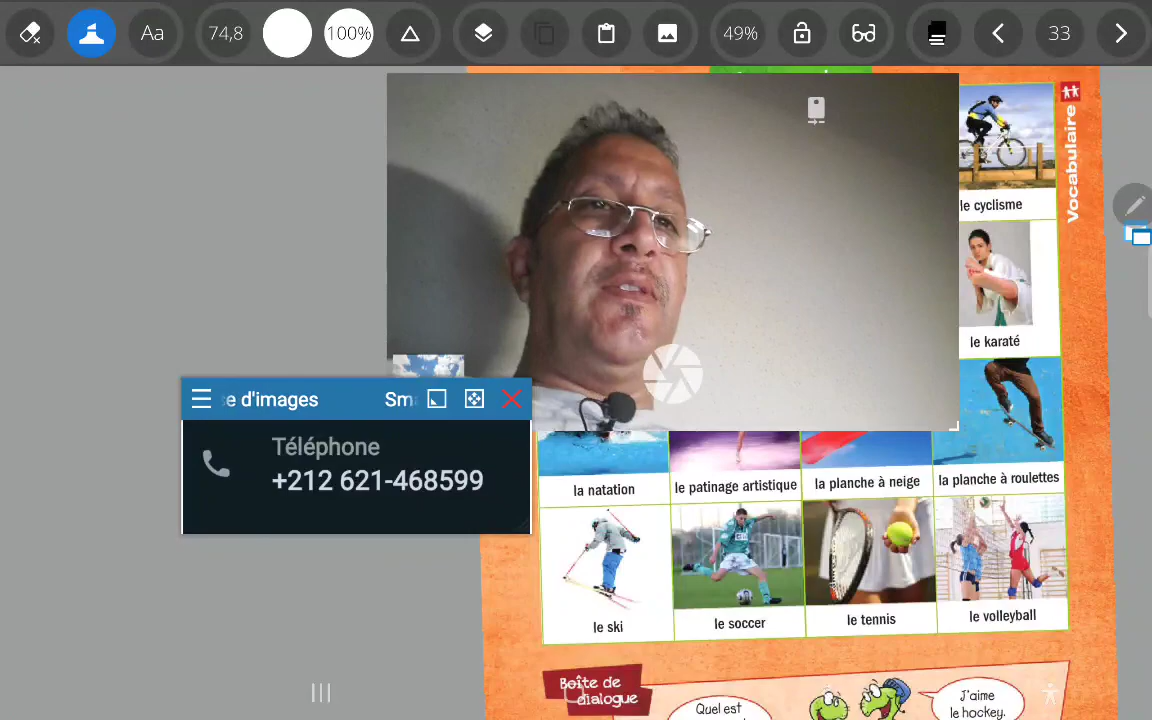 Aa
74,8
100%
49%
33
Vocabulaire
le cyclisme
le karaté
e d'images
Sm
Téléphone
+212 621-468599
la natation
le patinage artistique
la planche à neige
la planche à roulettes
le ski
le soccer
le tennis
le volleyball
Boîte de
dialogue
Quel est
J'aime
le hockey.